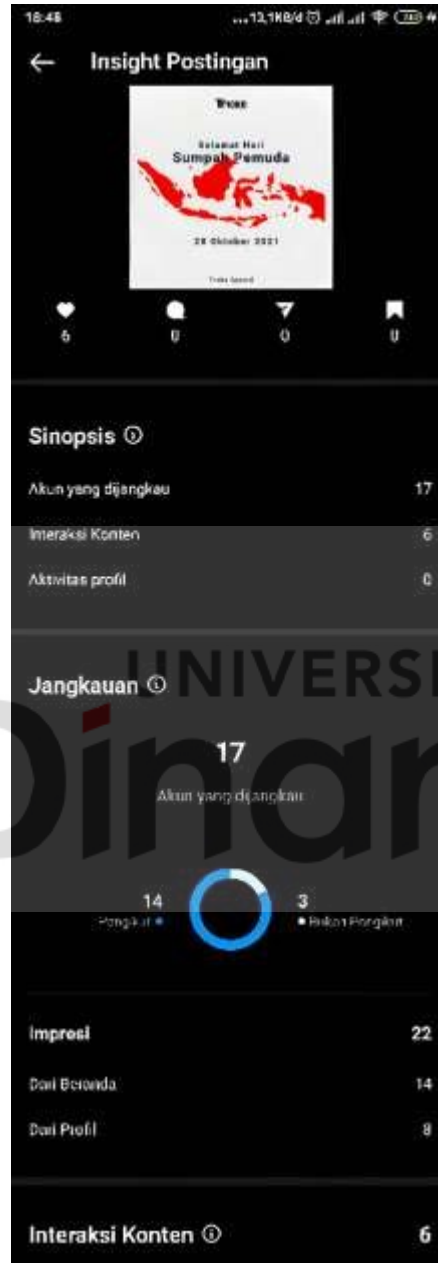 18:48
Insight Postingan
Selamat Hari
Sumpah Pemuda
28 Oktober 2021
6 0 0 0
Sinopsis
Akun yang dijangkau 17
Interaksi Konten 6
Aktivitas profil 0
UNIVERSI
Jangkauan
Dinar
17
Akun yang dijangkau
14 3
Pengikut Bukan Pengikut
Impresi 22
Dari Beranda 14
Dari Profil 8
Interaksi Konten 6